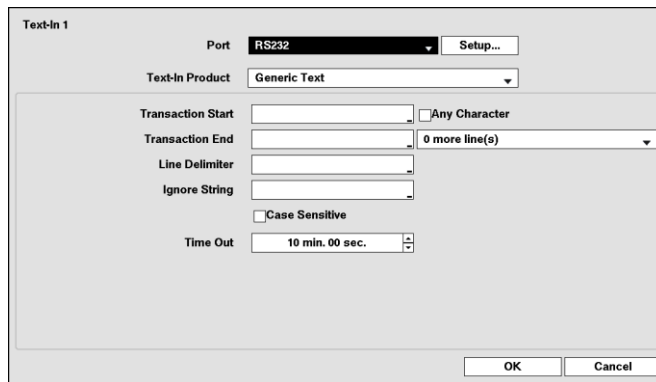 Text-In 1
Port RS232 Setup...
Text-In Product Generic Text
Transaction Start Any Character
Transaction End 0 more line(s)
Line Delimiter
Ignore String
Case Sensitive
Time Out 10 min. 00 sec.
OK Cancel